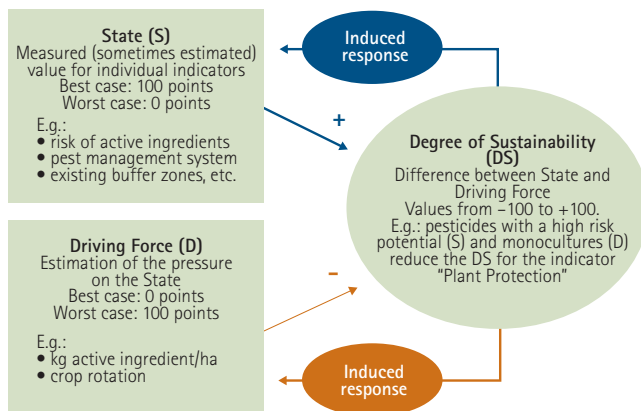 State (S)
Measured (sometimes estimated)
value for individual indicators
Best case: 100 points
Worst case: 0 points
E.g.:
• risk of active ingredients
• pest management system
• existing buffer zones, etc.
Induced
response
+
Degree of Sustainability
(DS)
Difference between State and
Driving Force
Values from −100 to +100.
E.g.: pesticides with a high risk
potential (S) and monocultures (D)
reduce the DS for the indicator
“Plant Protection”
Driving Force (D)
Estimation of the pressure
on the State
Best case: 0 points
Worst case: 100 points
E.g.:
• kg active ingredient/ha
• crop rotation
-
Induced
response